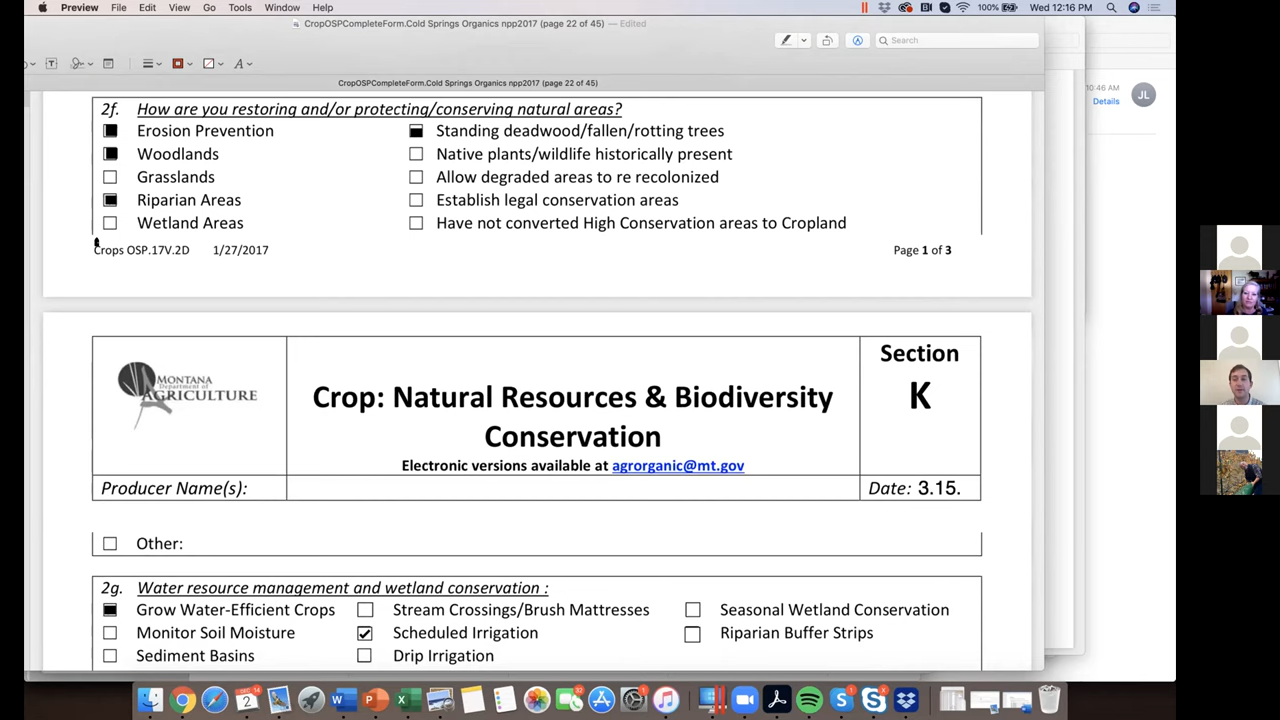 Preview File Edit View Go Tools Window Help
100% Wed 12:16 PM
CropOSPCompleteForm.Cold Springs Organics npp2017 (page 22 of 45) — Edited
Search
CropOSPCompleteForm.Cold Springs Organics npp2017 (page 22 of 45)
10:46 AM
Details
JL
2f. How are you restoring and/or protecting/conserving natural areas?
Erosion Prevention Standing deadwood/fallen/rotting trees
Woodlands Native plants/wildlife historically present
Grasslands Allow degraded areas to re recolonized
Riparian Areas Establish legal conservation areas
Wetland Areas Have not converted High Conservation areas to Cropland
Crops OSP.17V.2D 1/27/2017 Page 1 of 3
MONTANA
Department of
AGRICULTURE
Crop: Natural Resources & Biodiversity
Conservation
Electronic versions available at agrorganic@mt.gov
Section
K
Producer Name(s): Date: 3.15.
Other:
2g. Water resource management and wetland conservation :
Grow Water-Efficient Crops Stream Crossings/Brush Mattresses Seasonal Wetland Conservation
Monitor Soil Moisture Scheduled Irrigation Riparian Buffer Strips
Sediment Basins Drip Irrigation